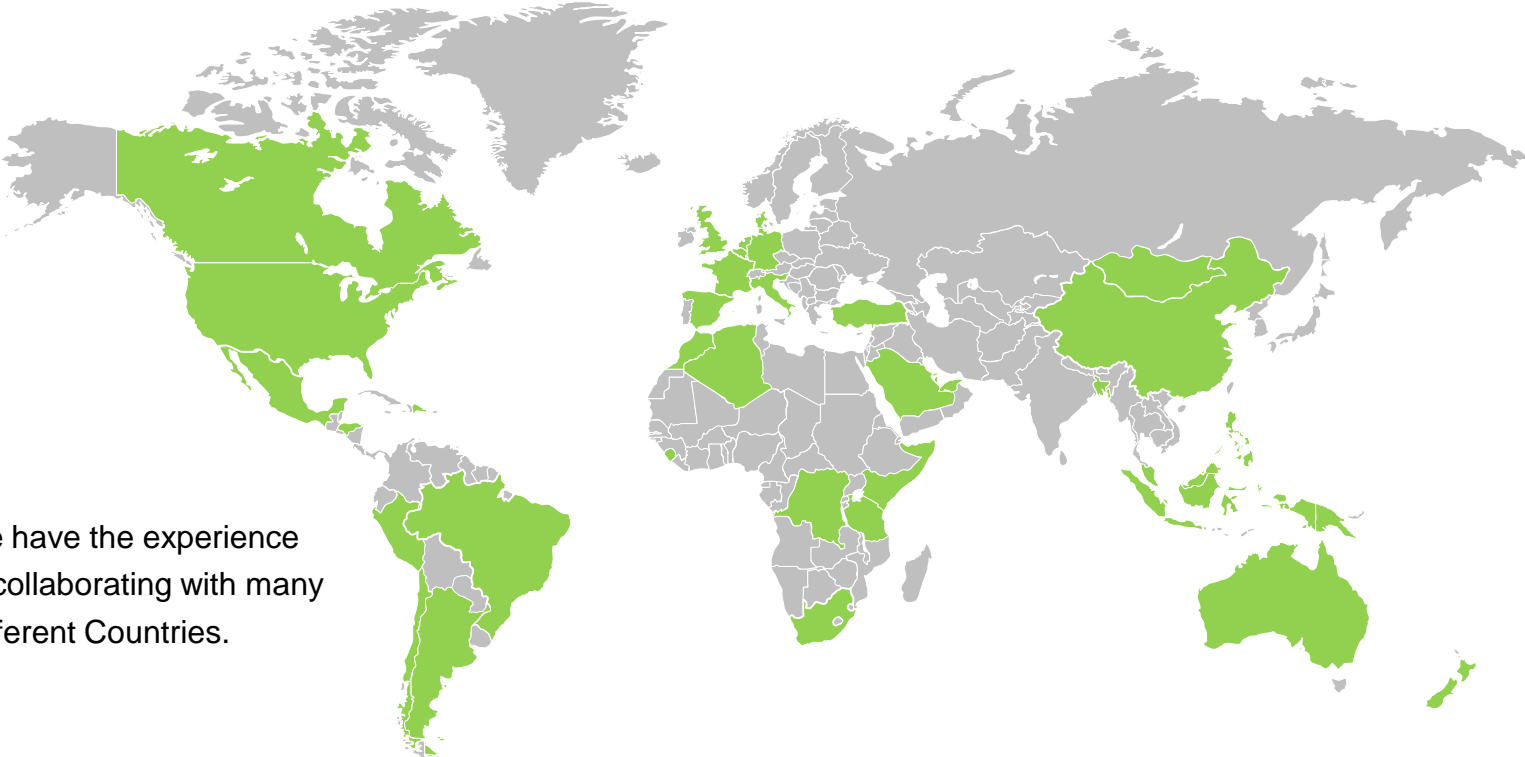 e have the experience
collaborating with many
ferent Countries.